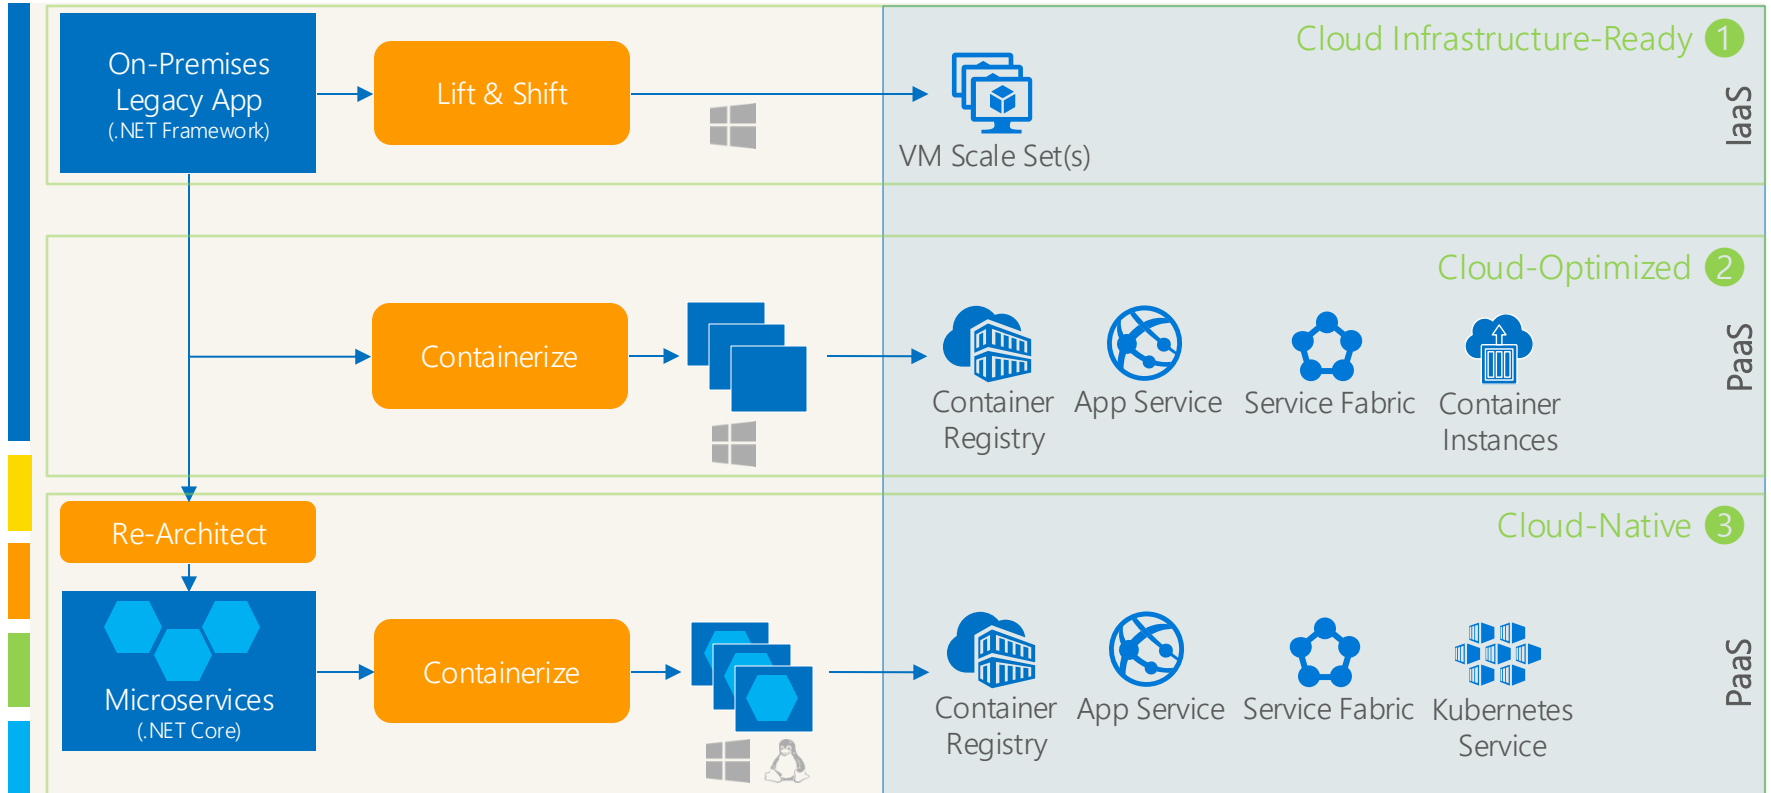 On-Premises
Legacy App
(.NET Framework)
Lift & Shift
VM Scale Set(s)
Cloud Infrastructure-Ready 1
IaaS
Containerize
Cloud-Optimized 2
Container
Registry
App Service
Service Fabric
Container
Instances
PaaS
Re-Architect
Microservices
(.NET Core)
Containerize
Cloud-Native 3
Container
Registry
App Service
Service Fabric
Kubernetes
Service
PaaS